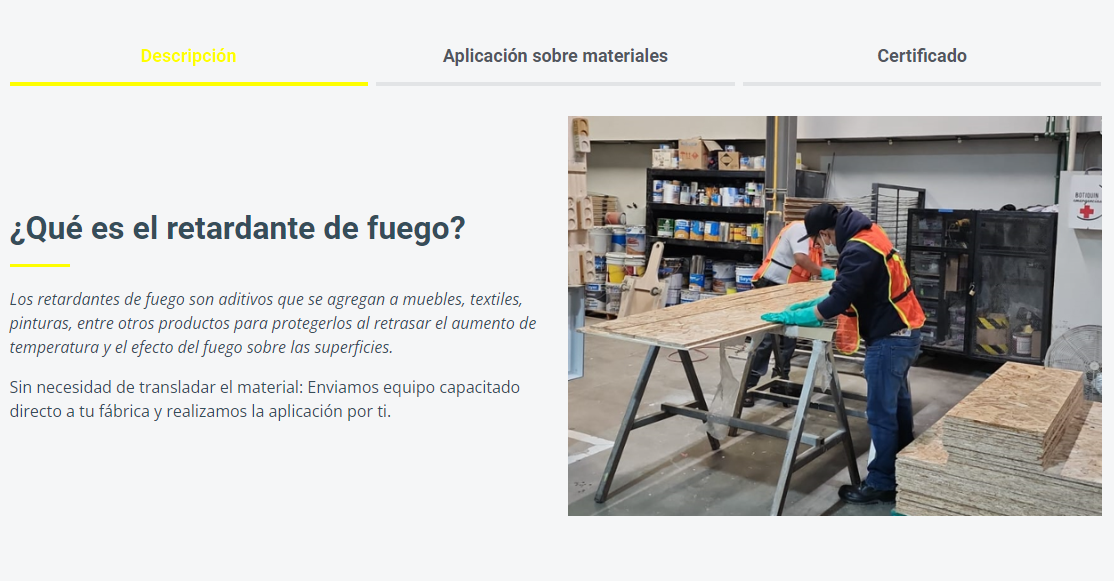 Descripción
Aplicación sobre materiales
Certificado
¿Qué es el retardante de fuego?
Los retardantes de fuego son aditivos que se agregan a muebles, textiles,
pinturas, entre otros productos para protegerlos al retrasar el aumento de
temperatura y el efecto del fuego sobre las superficies.
Sin necesidad de transladar el material: Enviamos equipo capacitado
directo a tu fábrica y realizamos la aplicación por ti.
BOTIQUIN